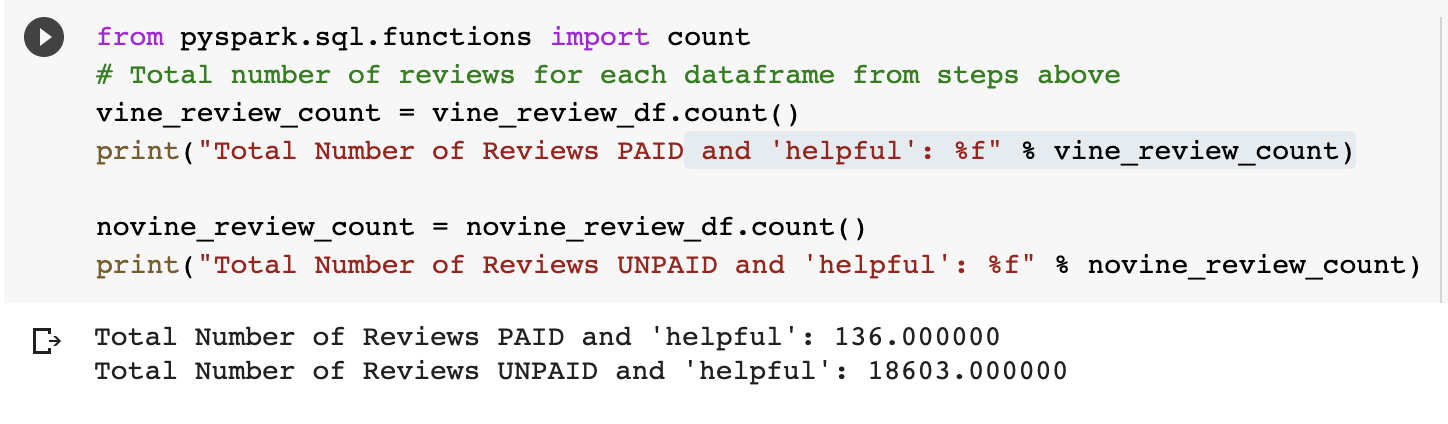 from pyspark.sql.functions import count
# Total number of reviews for each dataframe from steps above
vine_review_count = vine_review_df.count()
print("Total Number of Reviews PAID and 'helpful': %f" % vine_review_count)
novine_review_count = novine_review_df.count()
print("Total Number of Reviews UNPAID and 'helpful': %f" % novine_review_count)
Total Number of Reviews PAID and 'helpful': 136.000000
Total Number of Reviews UNPAID and 'helpful': 18603.000000